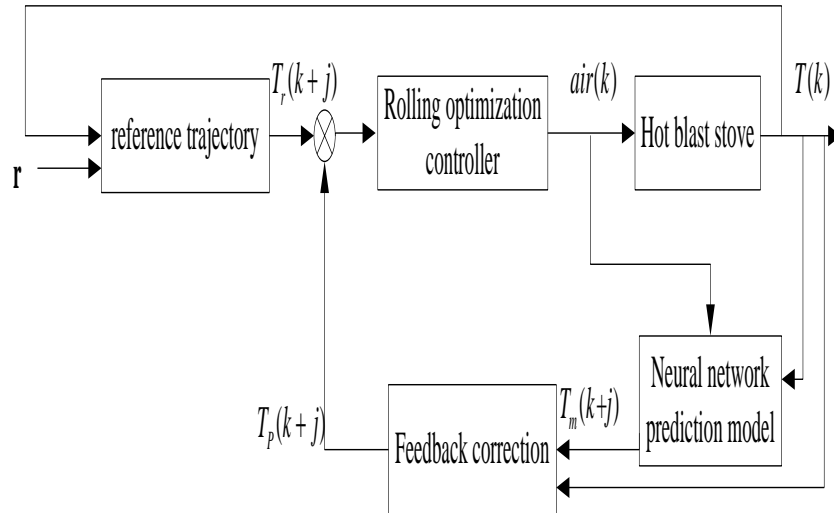 T_r(k+j)
air(k)
T(k)
reference trajectory
Rolling optimization
controller
Hot blast stove
r
Neural network
prediction model
T_m(k+j)
T_P(k+j)
Feedback correction